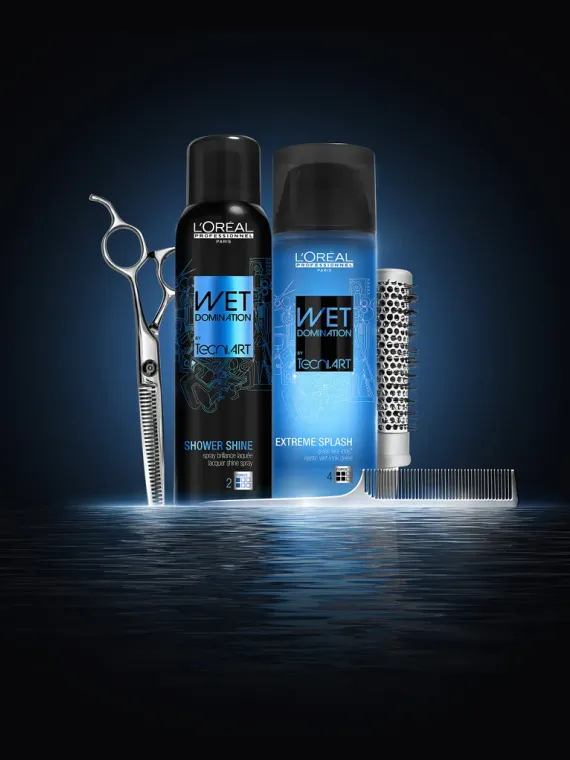 L'ORÉAL
PROFESSIONNEL
PARIS
WET
DOMINATION
BY
TECNI.ART
SHOWER SHINE
spray brillance laquée
lacquer shine spray
2
L'ORÉAL
PROFESSIONNEL
PARIS
WET
DOMINATION
BY
TECNI.ART
EXTREME SPLASH
4